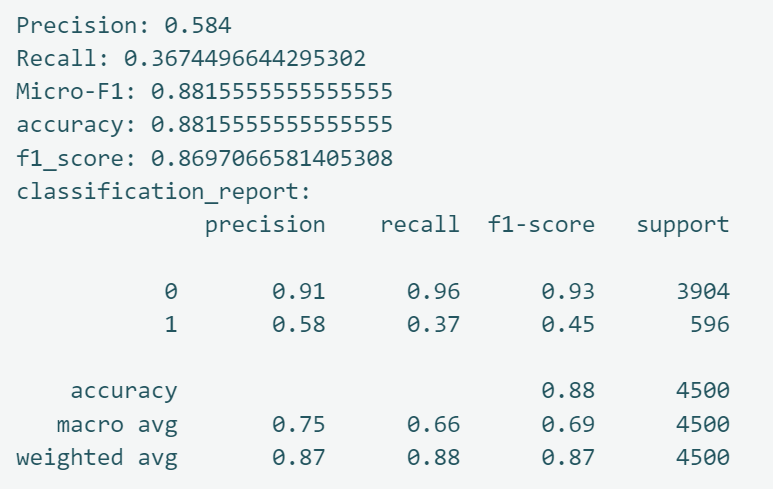 Precision: 0.584
Recall: 0.3674496644295302
Micro-F1: 0.8815555555555555
accuracy: 0.8815555555555555
f1_score: 0.8697066581405308
classification_report:
precision recall f1-score support
0 0.91 0.96 0.93 3904
1 0.58 0.37 0.45 596
accuracy 0.88 4500
macro avg 0.75 0.66 0.69 4500
weighted avg 0.87 0.88 0.87 4500